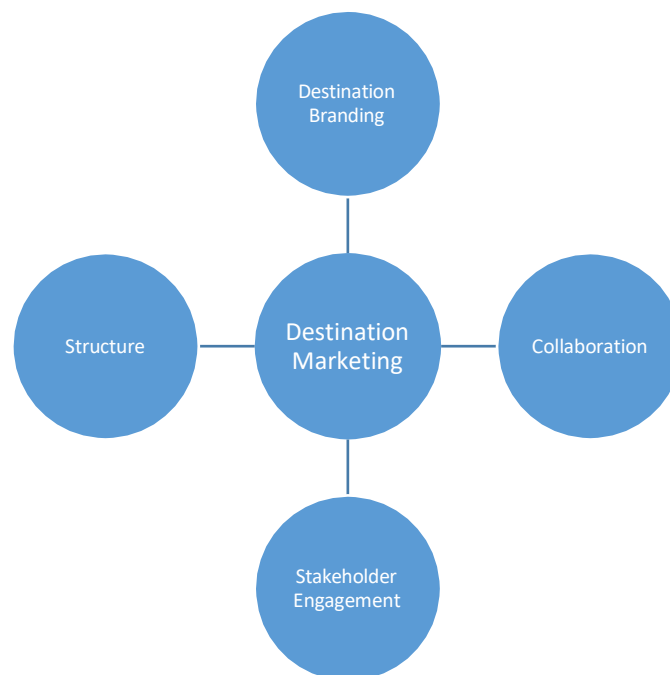 Destination
Branding
Structure
Destination
Marketing
Collaboration
Stakeholder
Engagement